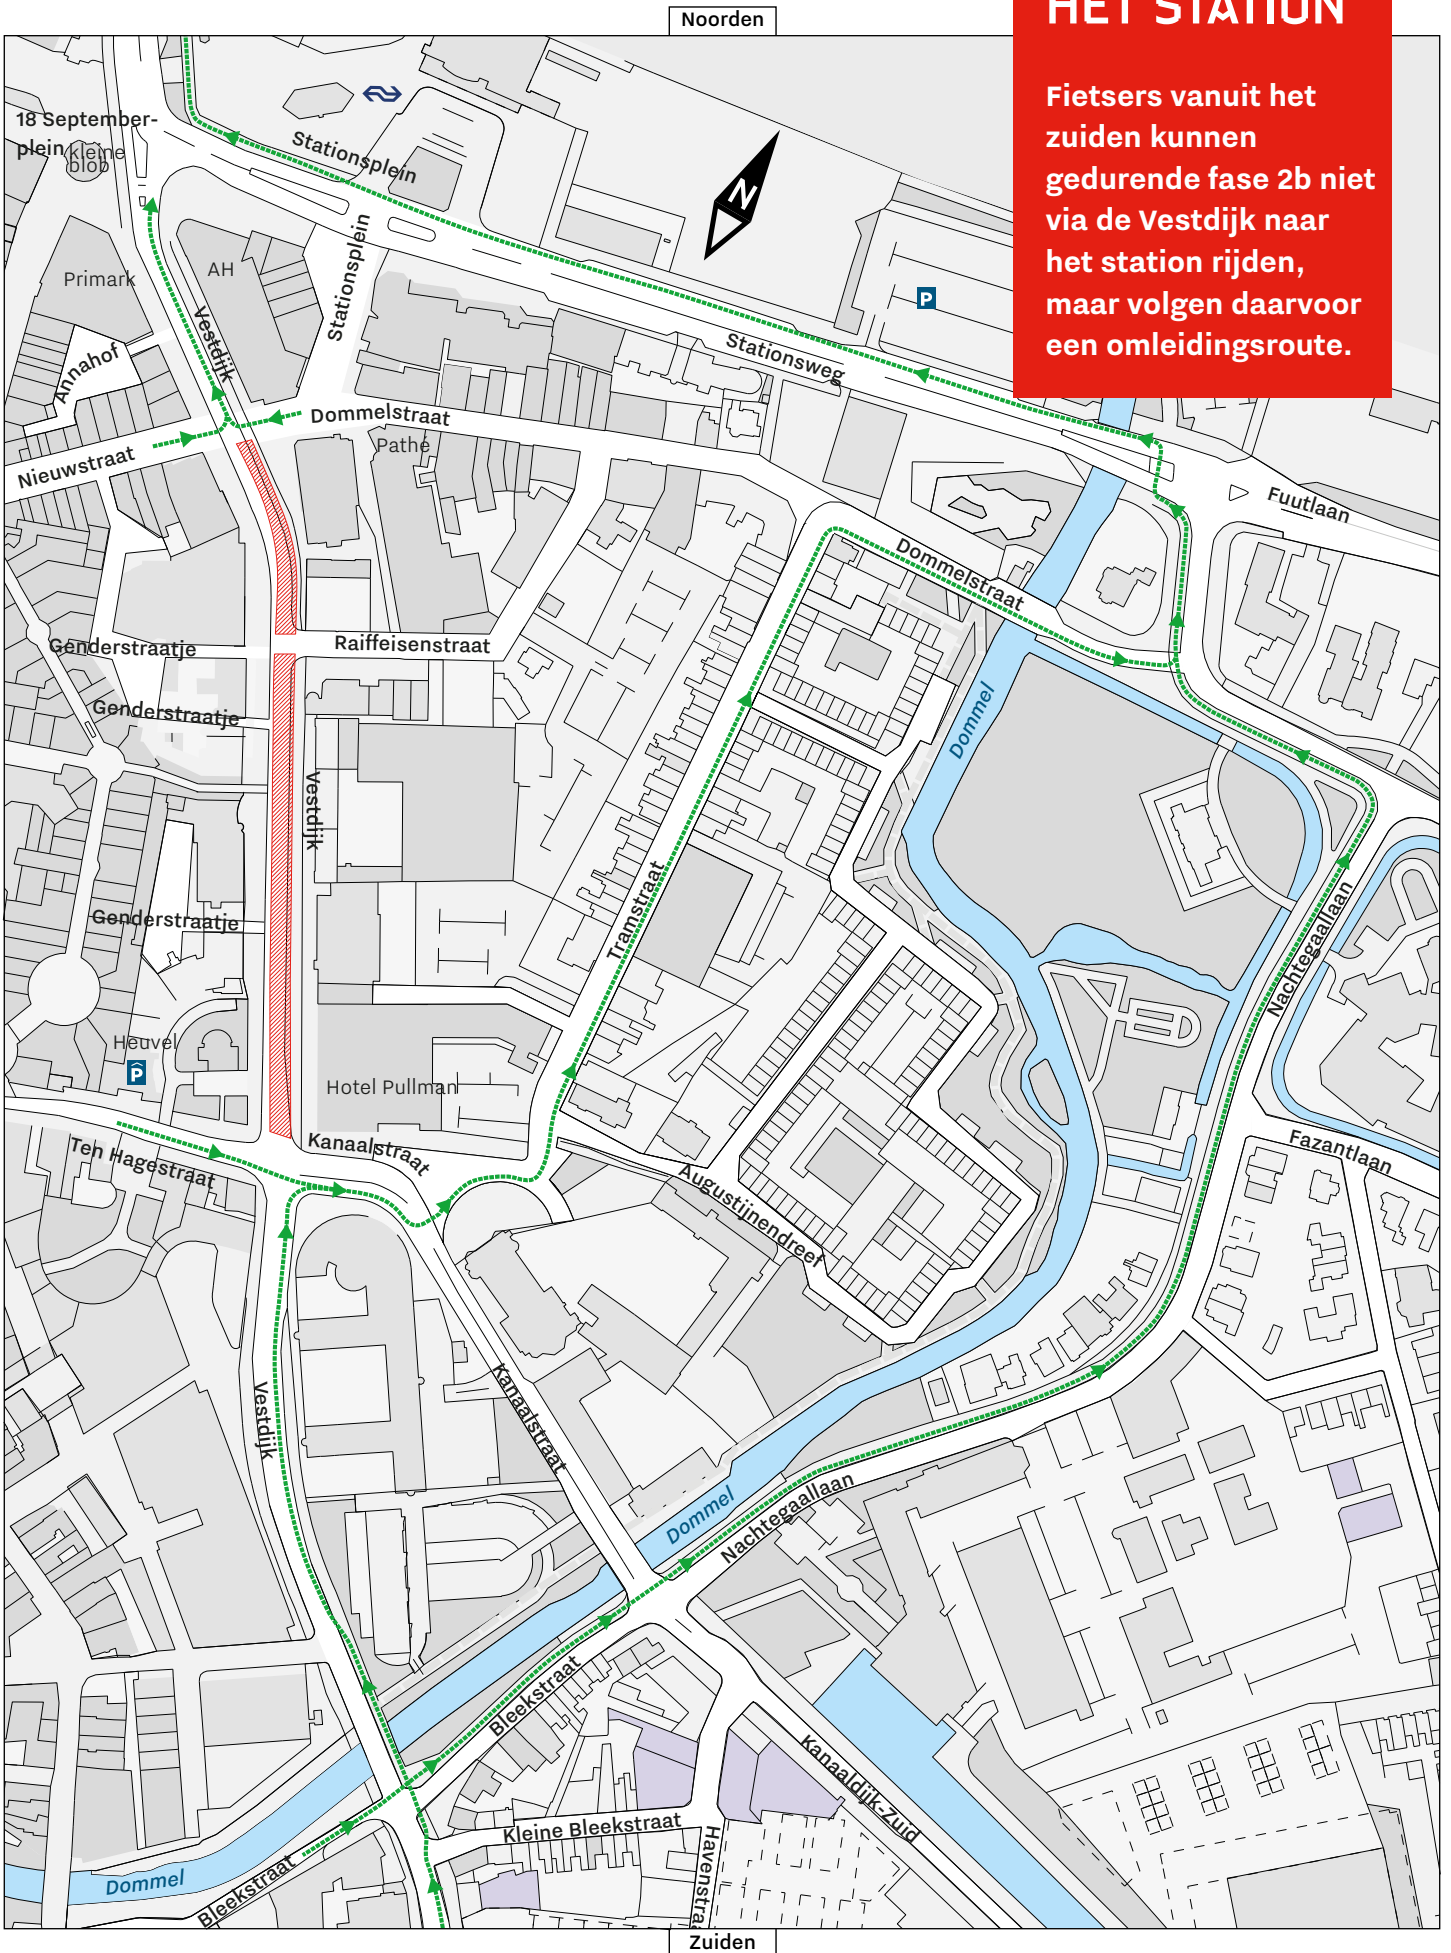 Noorden
HET STATION
Fietsers vanuit het
zuiden kunnen
gedurende fase 2b niet
via de Vestdijk naar
het station rijden,
maar volgen daarvoor
een omleidingsroute.
18 September-
plein
kleine
blob
Stationsplein
N
Stationsplein
AH
Primark
P
Vestdijk
Annahof
Stationsweg
Dommelstraat
Pathé
Nieuwstraat
Fuutlaan
Dommelstraat
Genderstraatje
Raiffeisenstraat
Genderstraatje
Dommel
Vestdijk
Tramstraat
Genderstraatje
Nachtegaallaan
Heuvel
P
Hotel Pullman
Kanaalstraat
Ten Hagestraat
Fazantlaan
Augustijnendreef
Vestdijk
Kanaalstraat
Dommel
Nachtegaallaan
Bleekstraat
Kanaaldijk-Zuid
Kleine Bleekstraat
Havenstraa
Dommel
Bleekstraat
Zuiden